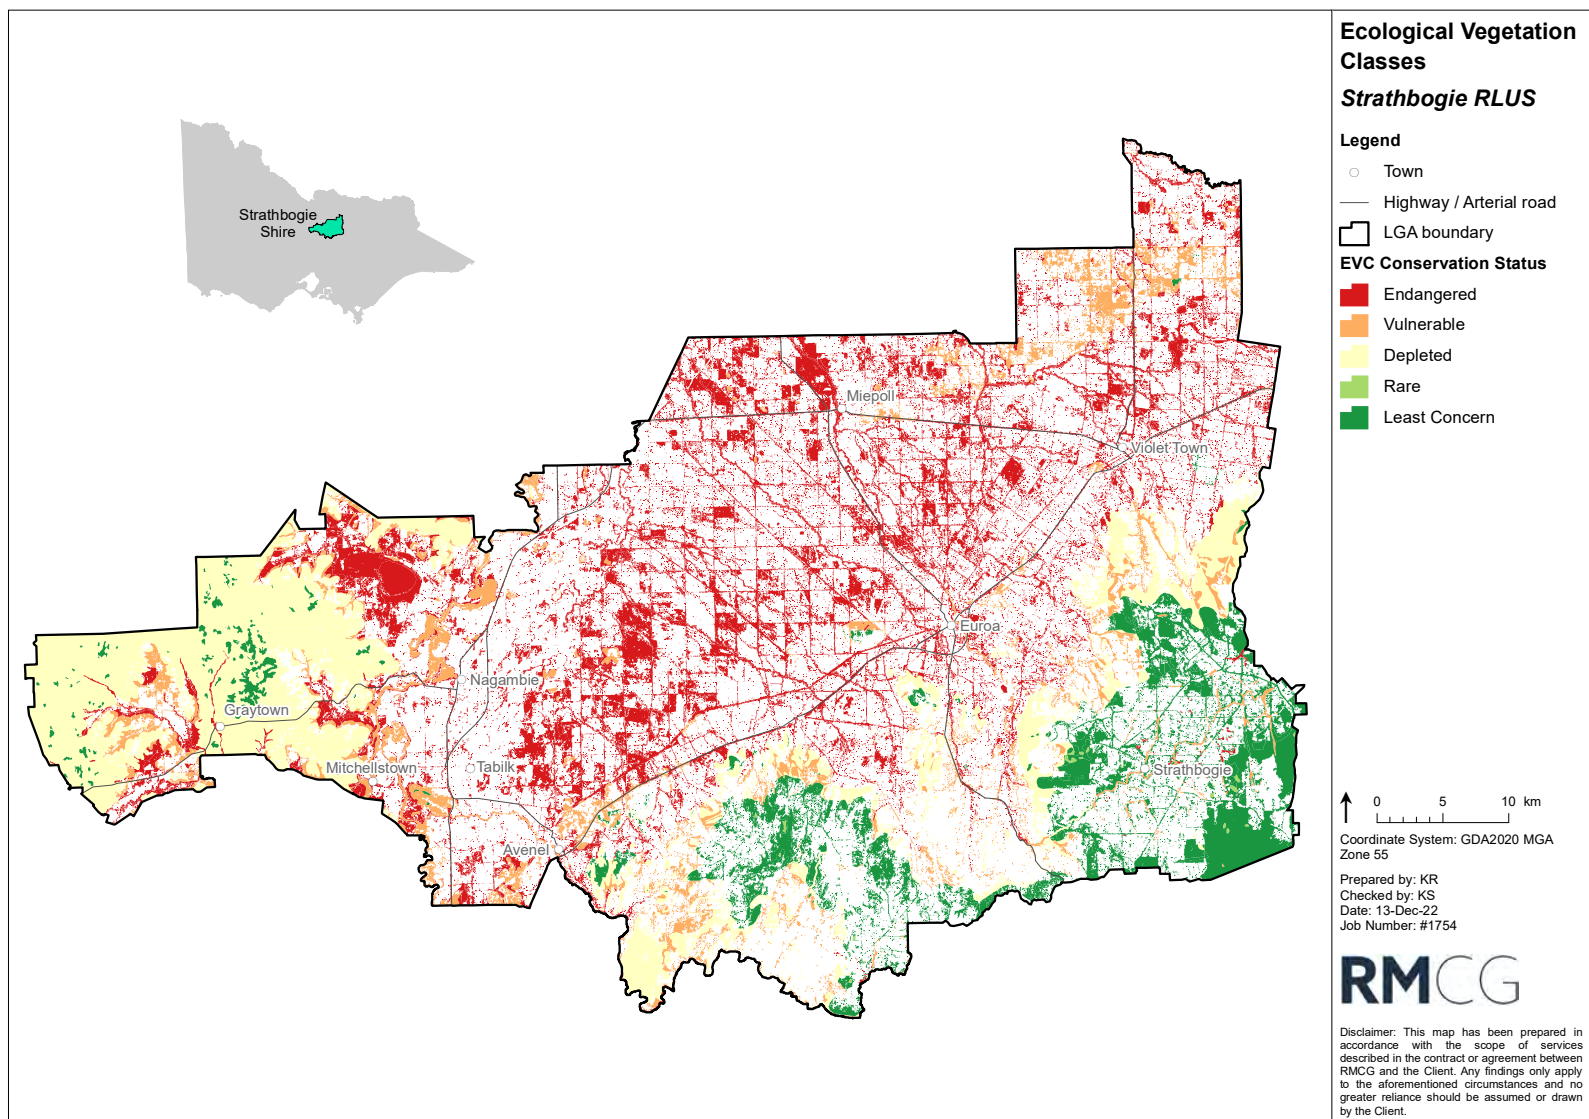 Ecological Vegetation
Classes
Strathbogie RLUS
Legend
Town
Highway / Arterial road
LGA boundary
EVC Conservation Status
Endangered
Vulnerable
Depleted
Rare
Least Concern
Strathbogie
Shire
Miepoll
Violet Town
Euroa
Nagambie
Graytown
Mitchellstown
Tabilk
Strathbogie
Avenel
0 5 10 km
Coordinate System: GDA2020 MGA
Zone 55
Prepared by: KR
Checked by: KS
Date: 13-Dec-22
Job Number: #1754
RMCG
Disclaimer: This map has been prepared in
accordance with the scope of services
described in the contract or agreement between
RMCG and the Client. Any findings only apply
to the aforementioned circumstances and no
greater reliance should be assumed or drawn
by the Client.